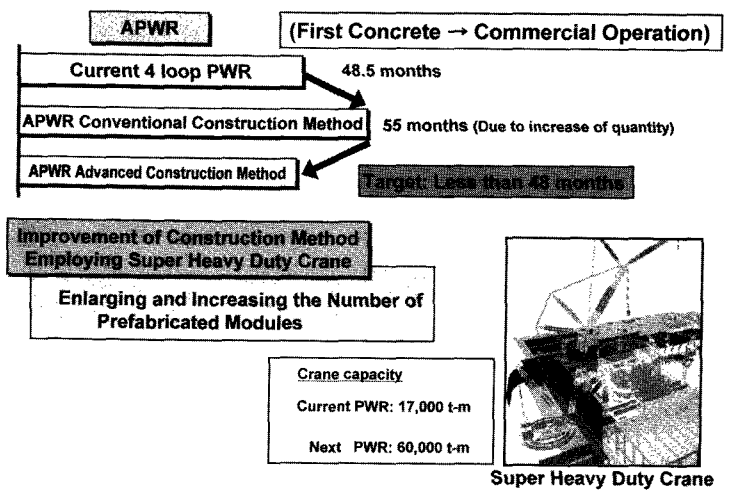 APWR
(First Concrete → Commercial Operation)
Current 4 loop PWR
48.5 months
APWR Conventional Construction Method
55 months (Due to increase of quantity)
APWR Advanced Construction Method
Target: Less than 48 months
Improvement of Construction Method
Employing Super Heavy Duty Crane
Enlarging and Increasing the Number of
Prefabricated Modules
Crane capacity
Current PWR: 17,000 t-m
Next PWR: 60,000 t-m
Super Heavy Duty Crane